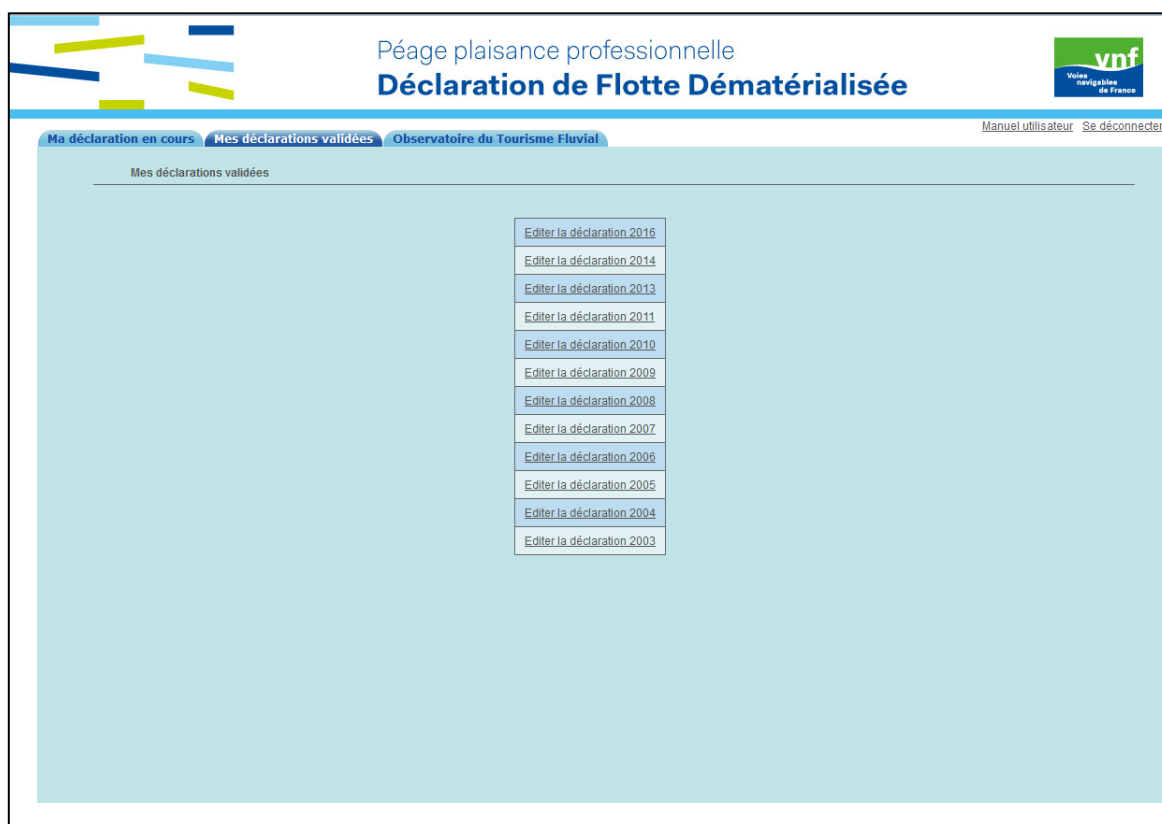 Péage plaisance professionnelle
Déclaration de Flotte Dématérialisée
vnf
Voies
navigables
de France
Manuel utilisateur Se déconnecter
Ma déclaration en cours Mes déclarations validées Observatoire du Tourisme Fluvial
Mes déclarations validées
Editer la déclaration 2016
Editer la déclaration 2014
Editer la déclaration 2013
Editer la déclaration 2011
Editer la déclaration 2010
Editer la déclaration 2009
Editer la déclaration 2008
Editer la déclaration 2007
Editer la déclaration 2006
Editer la déclaration 2005
Editer la déclaration 2004
Editer la déclaration 2003